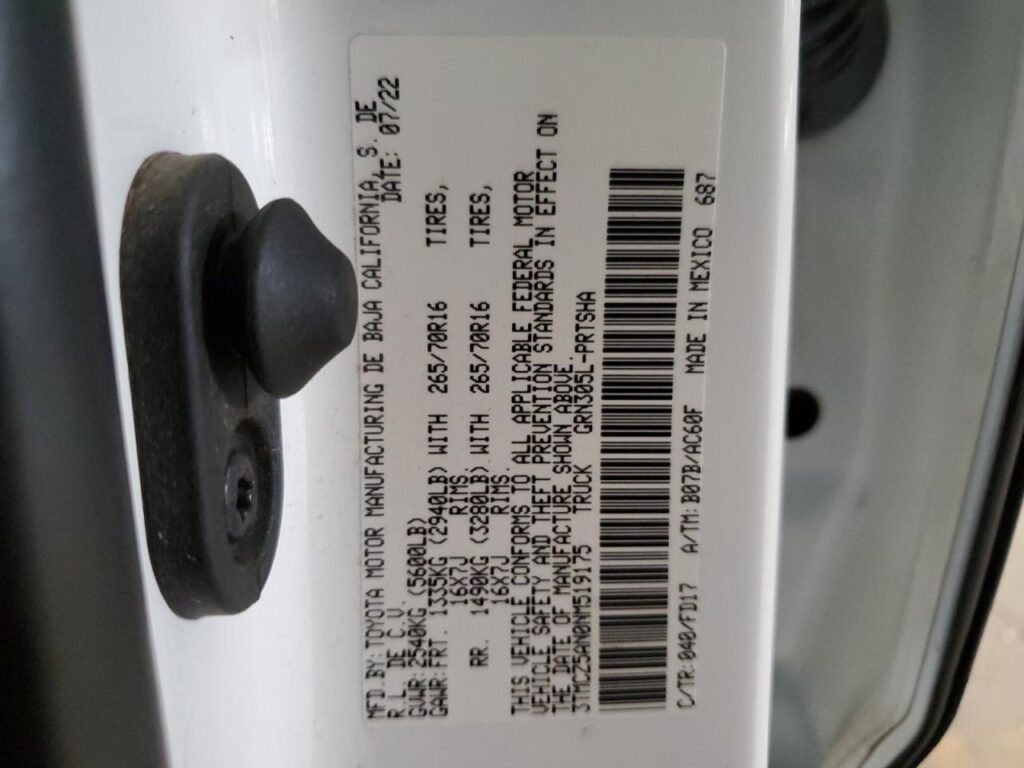 MFD.BY:TOYOTA MOTOR MANUFACTURING DE BAJA CALIFORNIA,S. DE
R.L. DE C.V. DATE: 07/22
GVWR:2540KG (5600LB)
GAWR:FRT. 1335KG (2940LB) WITH 265/70R16 TIRES,
16X7J RIMS.
RR. 1490KG (3280LB).WITH 265/70R16 TIRES,
16X7J RIMS.
THIS VEHICLE CONFORMS TO ALL APPLICABLE FEDERAL MOTOR
VEHICLE SAFETY AND THEFT PREVENTION STANDARDS IN EFFECT ON
THE DATE OF MANUFACTURE SHOWN ABOVE.
3TMCZ5AN0NM519175 TRUCK GRN305L-PRTSHA
C/TR:040/FD17 A/TM:B07B/AC60F MADE IN MEXICO 687